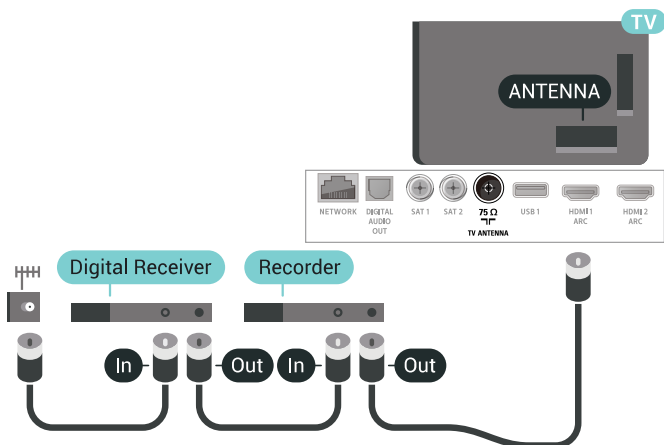 TV
ANTENNA
NETWORK
DIGITAL
AUDIO
OUT
SAT 1
SAT 2
75 Ω
TV ANTENNA
USB 1
HDMI 1
ARC
HDMI 2
ARC
Digital Receiver
Recorder
In
Out
In
Out